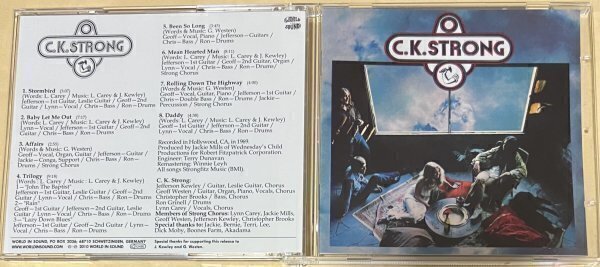 C.K. STRONG
1. Stormbird
(Words: L. Carey / Music: J. Kewley)
Jefferson—1st Guitar, Leslie Guitar / Geoff—2nd
Guitar / Lynn—Vocal / Chris—Bass / Ron—Drums
2. Baby Let Me Out
(Words: L. Carey / Music: J. Kewley)
Jefferson—1st Guitar / Geoff—2nd Guitar / Lynn—
Vocal / Chris—Bass / Ron—Drums
3. Affairs
(Words & Music: G. Westen)
Geoff—Vocal, Organ, Guitar / Jefferson—Guitar /
Jackie—Conga, Support / Chris—Bass / Ron—
Drums / Strong Chorus
4. Trilogy
(Words: L. Carey / Music: J. Kewley)
I — "John The Baptist"
Jefferson—1st Guitar, Leslie Guitar / Geoff—2nd
Guitar / Lynn—Vocal / Chris—Bass / Ron—Drums
II — "Rain"
Jefferson—1st Guitar / Geoff—2nd Guitar, Leslie
Guitar / Lynn—Vocal / Chris—Bass / Ron—Drums
III — "Lazy Down Blues"
Jefferson—1st Guitar / Geoff—2nd Guitar / Lynn—
Vocal / Chris—Bass / Ron—Drums
5. Been So Long
(Words & Music: G. Westen)
Geoff—Vocal, Piano / Jefferson—Guitars /
Chris—Bass / Ron—Drums
6. Mean Hearted Man
(Words: L. Carey / Music: L. Carey & J. Kewley)
Jefferson—1st Guitar / Geoff—2nd Guitar, Organ /
Lynn—Vocal / Chris—Bass / Ron—Drums /
Strong Chorus
7. Rolling Down The Highway
(Words & Music: G. Westen)
Geoff—Vocal, Guitar, Piano / Jefferson—1st Guitar /
Chris—Double Bass / Ron—Drums / Jackie—
Percussion / Strong Chorus
8. Daddy
(Words: L. Carey / Music: J. Kewley)
Jefferson—1st Guitar / Geoff—2nd Guitar /
Lynn—Vocal / Chris—Bass / Ron—Drums
Recorded in Hollywood, CA, in 1969.
Produced by Jackie Mills of Wednesday's Child
Productions for Robert Fitzpatrick Corporation.
Engineer: Terry Dunavan
Remastering: Winnie Leyh
All songs Strongbitz Music (BMI).
C. K. Strong:
Jefferson Kewley / Guitar, Leslie Guitar, Chorus
Geoff Westen / Guitar, Organ, Piano, Vocals, Chorus
Christopher Brooks / Bass, Chorus
Ron Grindl / Drums
Lynn Carey / Vocals, Chorus
Members of Strong Chorus: Lynn Carey, Jackie Mills,
Geoff Westen, Jefferson Kewley, Christopher Brooks
Special thanks to: Jackie, Bernie, Terri, Lee,
Dick Moby, Boones Farm, Akadama
WORLD IN SOUND, PO BOX 2026, 68710 SCHWETZINGEN, GERMANY
WWW.WORLDINSOUND.COM ℗ © 2010 WORLD IN SOUND
Special thanks for supporting this release to
J. Kewley and G. Westen.
C.K. STRONG